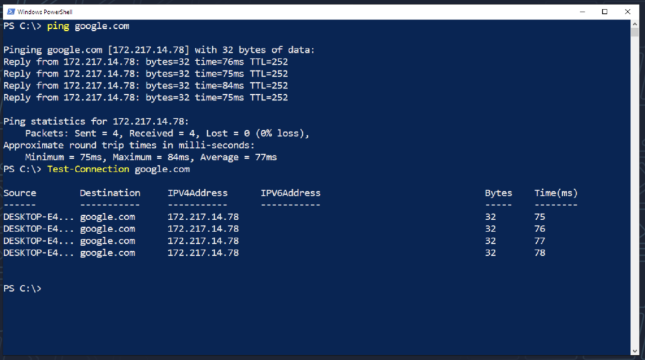 Windows PowerShell
PS C:\> ping google.com
Pinging google.com [172.217.14.78] with 32 bytes of data:
Reply from 172.217.14.78: bytes=32 time=76ms TTL=252
Reply from 172.217.14.78: bytes=32 time=75ms TTL=252
Reply from 172.217.14.78: bytes=32 time=84ms TTL=252
Reply from 172.217.14.78: bytes=32 time=75ms TTL=252
Ping statistics for 172.217.14.78:
    Packets: Sent = 4, Received = 4, Lost = 0 (0% loss),
Approximate round trip times in milli-seconds:
    Minimum = 75ms, Maximum = 84ms, Average = 77ms
PS C:\> Test-Connection google.com
Source        Destination     IPV4Address      IPV6Address                              Bytes    Time(ms)
------        -----------     -----------      -----------                              -----    --------
DESKTOP-E4... google.com      172.217.14.78                                             32       75
DESKTOP-E4... google.com      172.217.14.78                                             32       76
DESKTOP-E4... google.com      172.217.14.78                                             32       77
DESKTOP-E4... google.com      172.217.14.78                                             32       78
PS C:\>